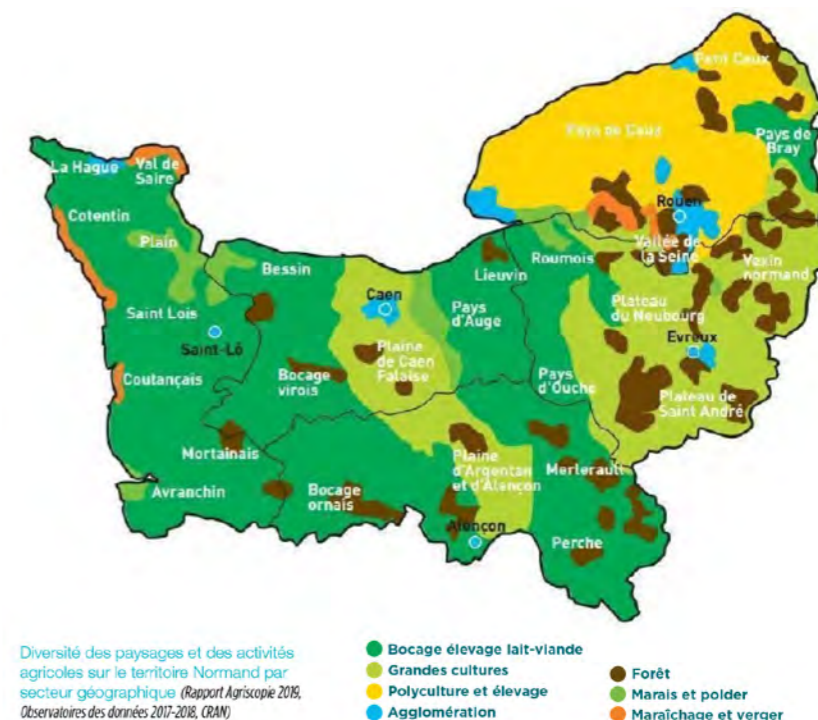 Petit Caux
Pays de Caux
Pays de
Bray
La Hague
Val de
Saire
Rouen
Cotentin
Vallée de
la Seine
Plain
Bessin
Lieuvin
Roumois
Vexin
normand
Caen
Plateau
du Neubourg
Saint Lois
Pays
d'Auge
Saint-Lô
Evreux
Plaine
de Caen
Falaise
Coutançais
Bocage
virois
Pays
d'Ouche
Plateau de
Saint André
Mortainais
Plaine
d'Argentan
et d'Alençon
Merlerault
Avranchin
Bocage
ornais
Alençon
Perche
Diversité des paysages et des activités
agricoles sur le territoire Normand par
secteur géographique (Rapport Agriscopie 2019,
Observatoires des données 2017-2018, CRAN)
Bocage élevage lait-viande
Grandes cultures
Polyculture et élevage
Agglomération
Forêt
Marais et polder
Maraîchage et verger